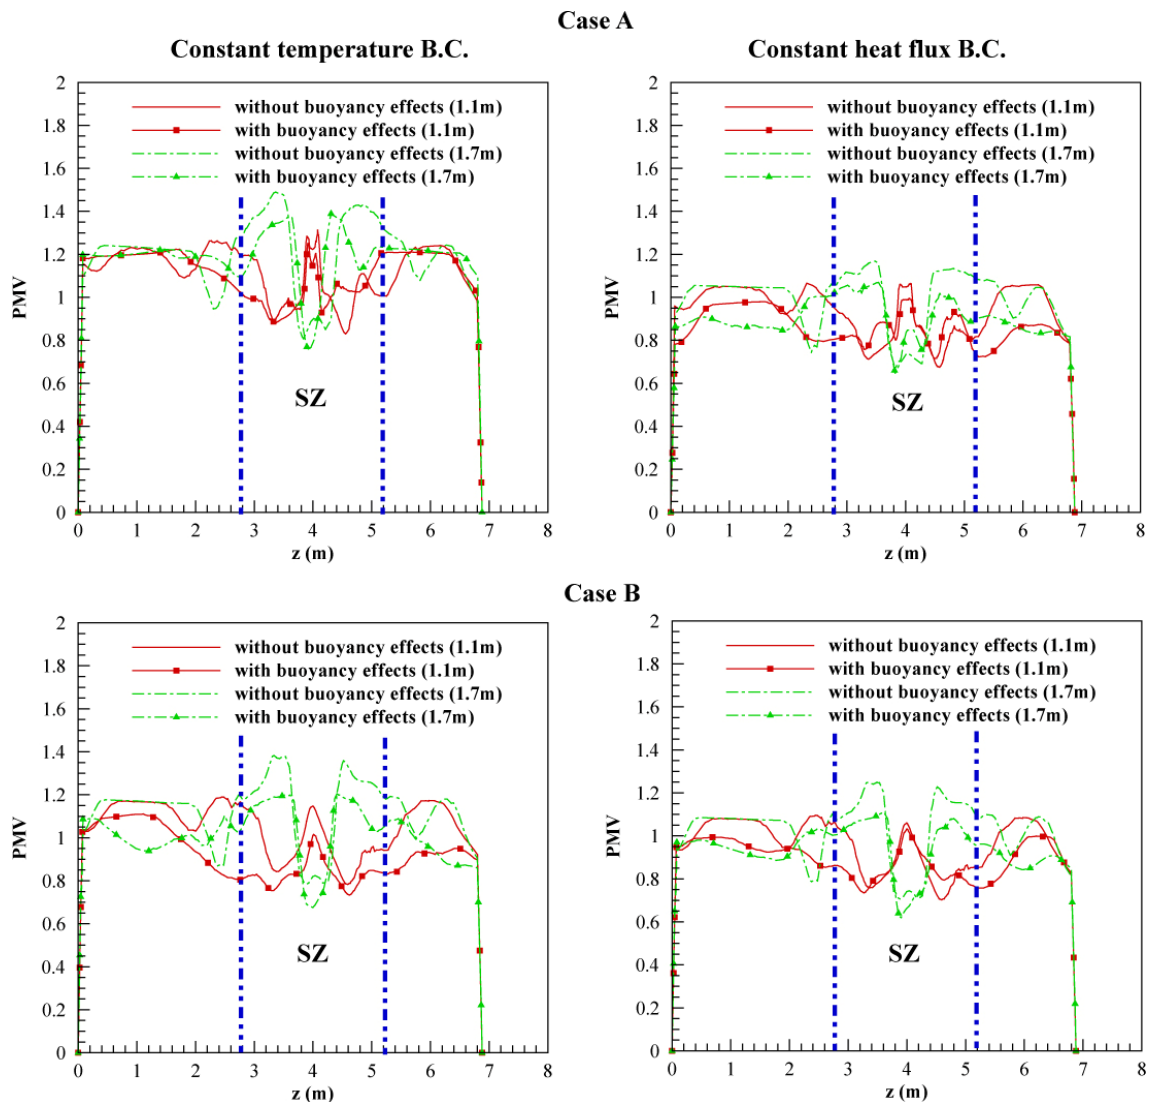 Case A
Constant temperature B.C.
Constant heat flux B.C.
2
1.8
1.6
1.4
1.2
1
0.8
0.6
0.4
0.2
0
PMV
without buoyancy effects (1.1m)
with buoyancy effects (1.1m)
without buoyancy effects (1.7m)
with buoyancy effects (1.7m)
SZ
0 1 2 3 4 5 6 7 8
z (m)
2
1.8
1.6
1.4
1.2
1
0.8
0.6
0.4
0.2
0
PMV
without buoyancy effects (1.1m)
with buoyancy effects (1.1m)
without buoyancy effects (1.7m)
with buoyancy effects (1.7m)
SZ
0 1 2 3 4 5 6 7 8
z (m)
Case B
2
1.8
1.6
1.4
1.2
1
0.8
0.6
0.4
0.2
0
PMV
without buoyancy effects (1.1m)
with buoyancy effects (1.1m)
without buoyancy effects (1.7m)
with buoyancy effects (1.7m)
SZ
0 1 2 3 4 5 6 7 8
z (m)
2
1.8
1.6
1.4
1.2
1
0.8
0.6
0.4
0.2
0
PMV
without buoyancy effects (1.1m)
with buoyancy effects (1.1m)
without buoyancy effects (1.7m)
with buoyancy effects (1.7m)
SZ
0 1 2 3 4 5 6 7 8
z (m)